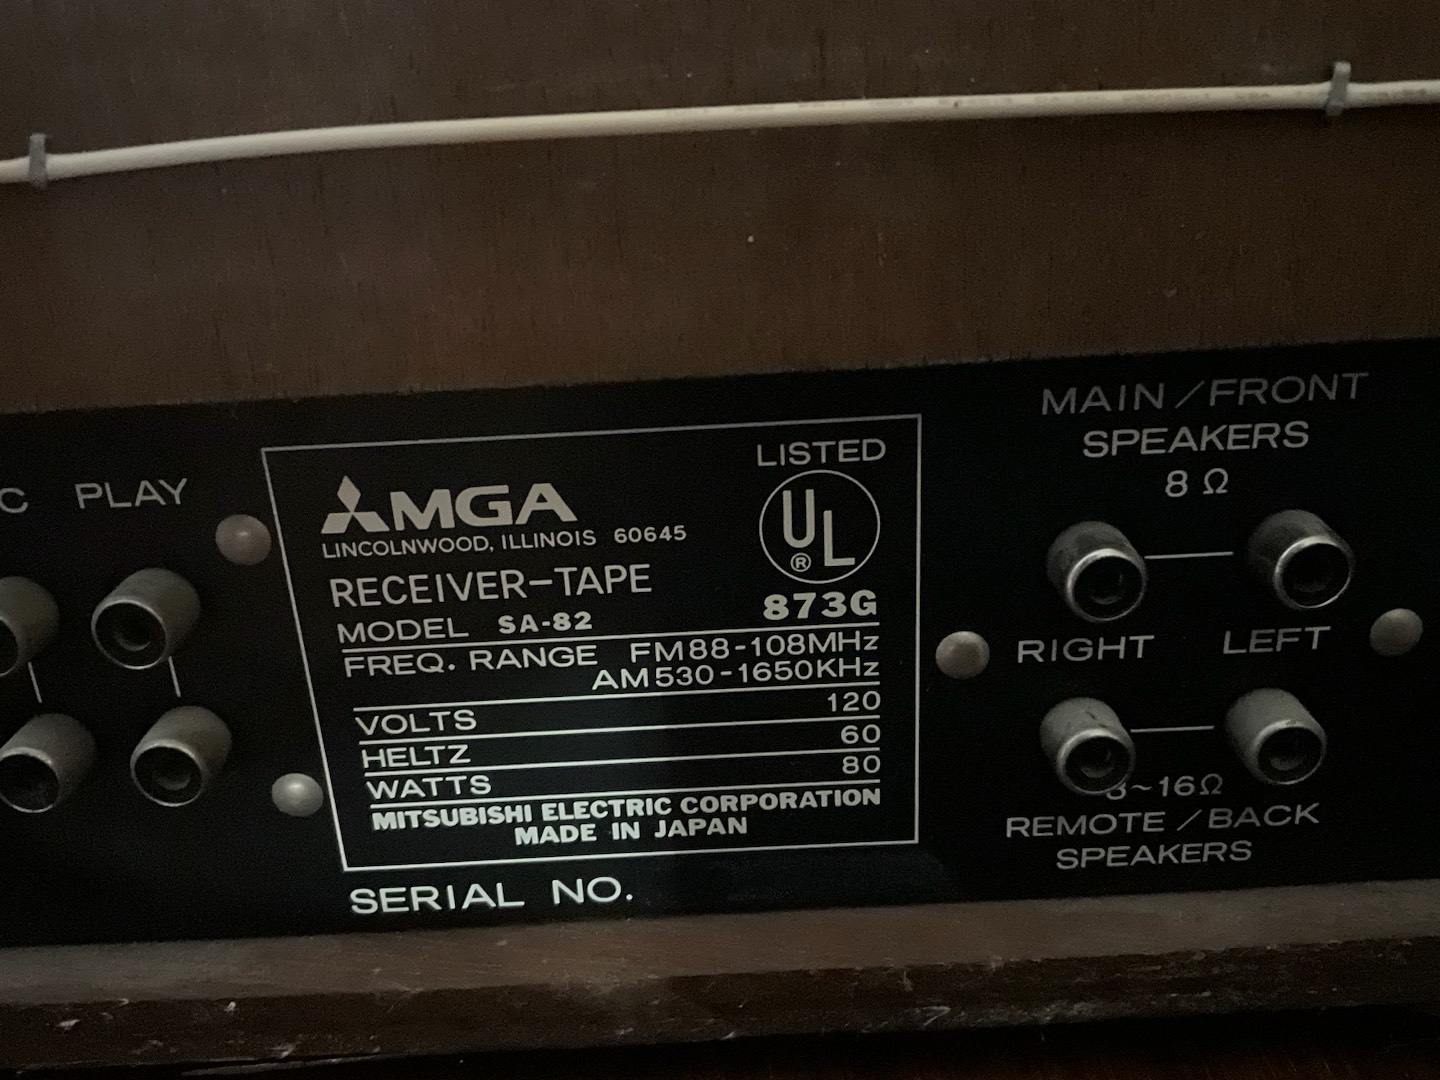 C PLAY
MGA
LINCOLNWOOD, ILLINOIS 60645
LISTED
UL
®
RECEIVER-TAPE
873G
MODEL SA-82
FREQ. RANGE FM88-108MHz
AM530-1650KHz
VOLTS 120
HELTZ 60
WATTS 80
MITSUBISHI ELECTRIC CORPORATION
MADE IN JAPAN
SERIAL NO.
MAIN/FRONT
SPEAKERS
8 Ω
RIGHT LEFT
~16Ω
REMOTE/BACK
SPEAKERS